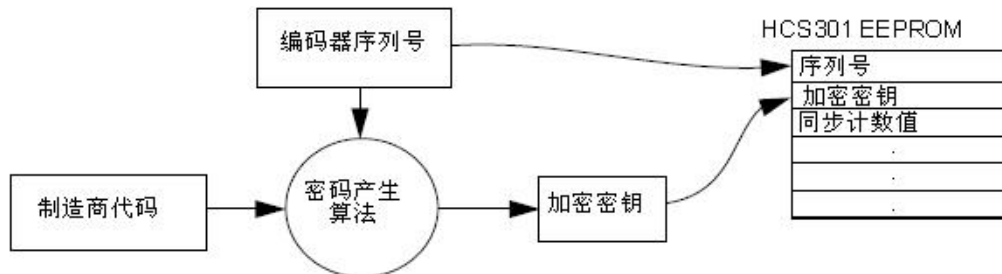 编码器序列号
HCS301 EEPROM
序列号
加密密钥
同步计数值
.
.
.
制造商代码
密码产生
算法
加密密钥